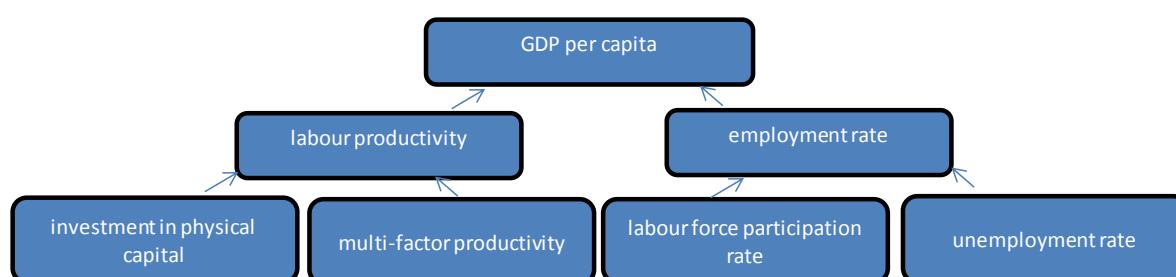 GDP per capita
labour productivity
employment rate
investment in physical
capital
multi-factor productivity
labour force participation
rate
unemployment rate